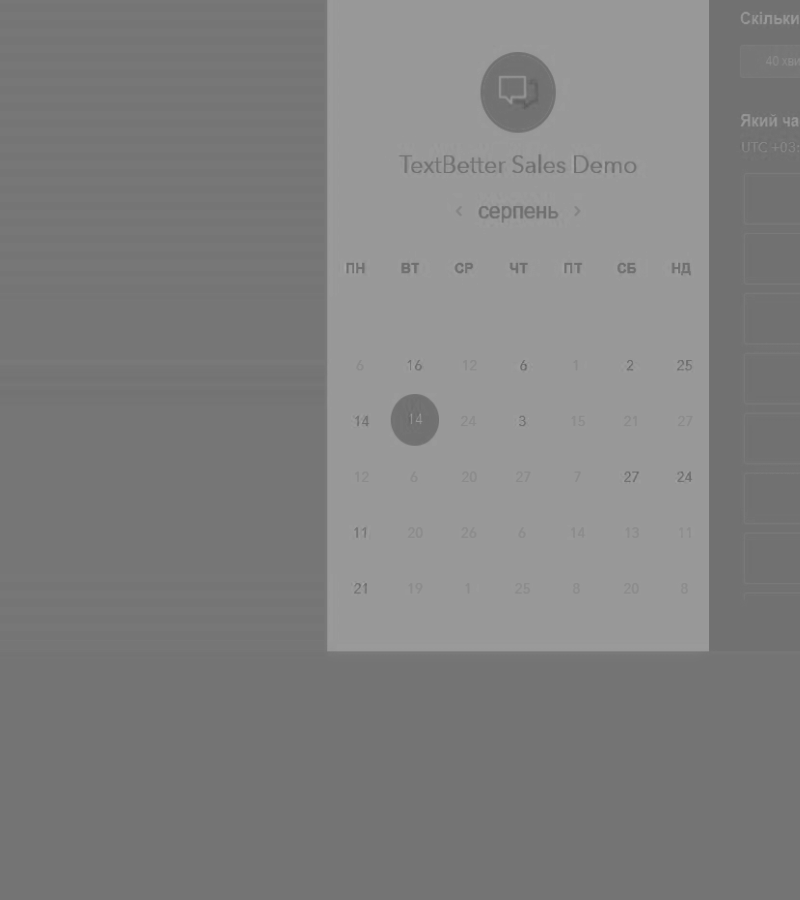 Скільки
40 хви
Який ча
UTC +03:
TextBetter Sales Demo
< серпень >
ПН ВТ СР ЧТ ПТ СБ НД
6 16 12 6 1 2 25
14 14 24 3 15 21 27
12 6 20 27 7 27 24
11 20 26 6 14 13 11
21 19 1 25 8 20 8